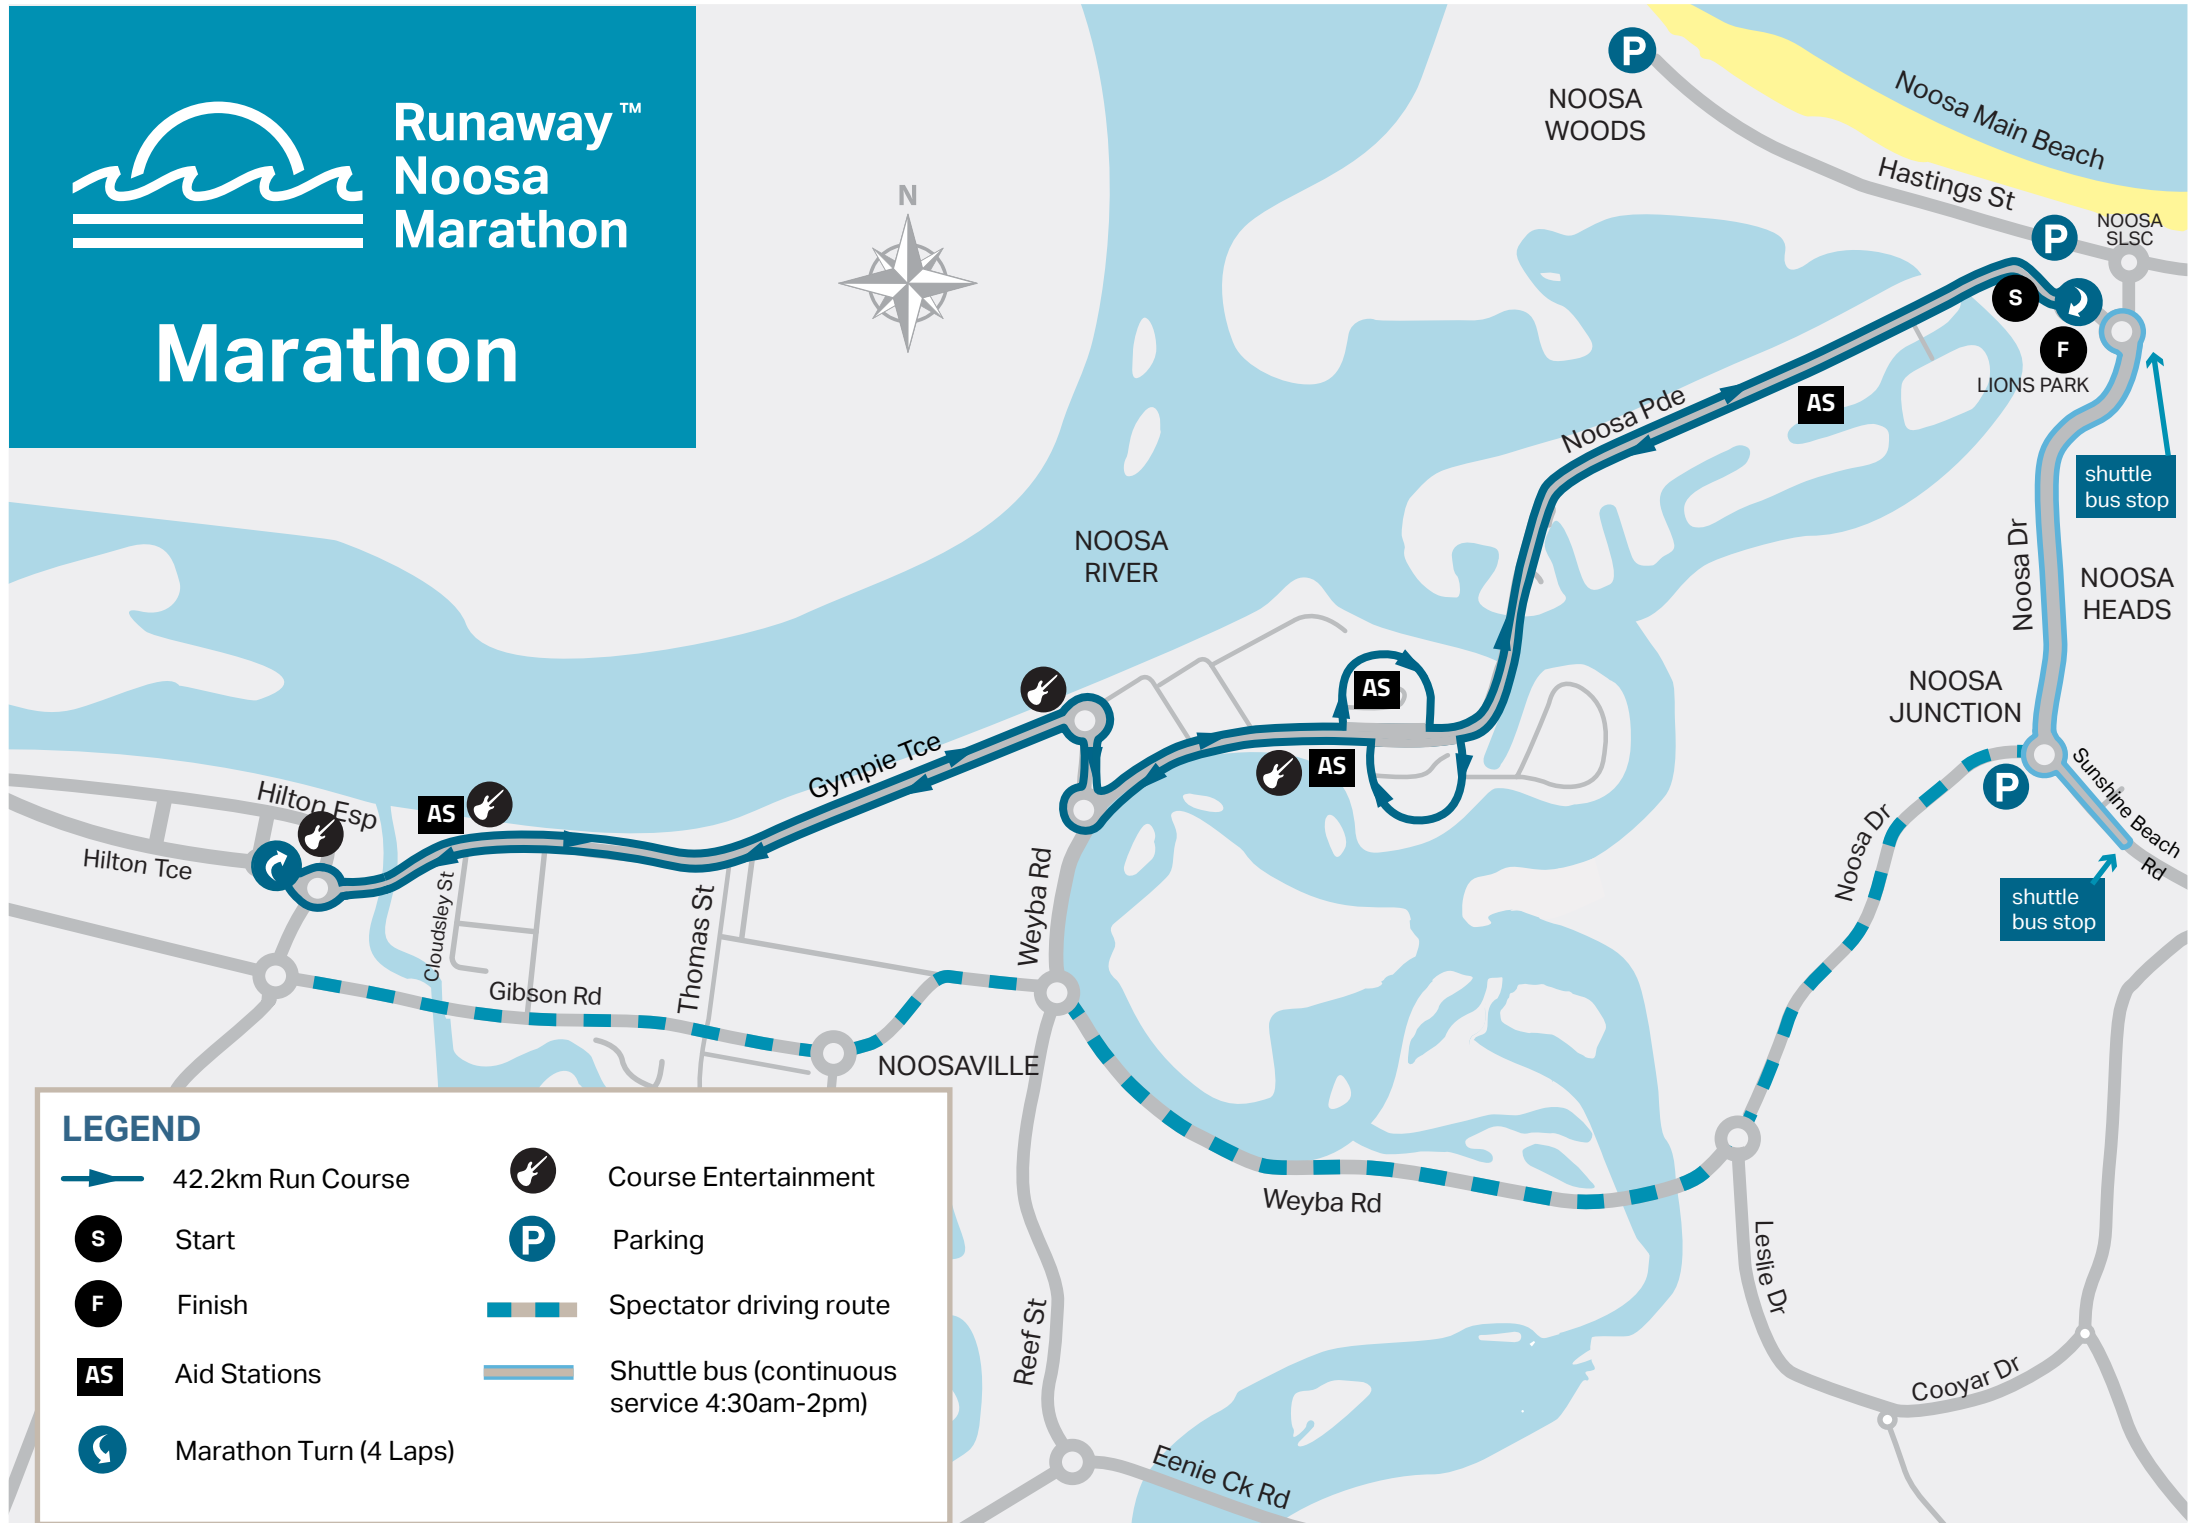 Runaway™
Noosa
Marathon
Marathon
N
P
NOOSA
WOODS
Noosa Main Beach
Hastings St
P
NOOSA
SLSC
S
F
LIONS PARK
AS
Noosa Pde
shuttle
bus stop
NOOSA
RIVER
Noosa Dr
NOOSA
HEADS
NOOSA
JUNCTION
P
Sunshine Beach
Rd
shuttle
bus stop
AS
AS
Gympie Tce
Hilton Esp
AS
Hilton Tce
Cloudsley St
Thomas St
Weyba Rd
Noosa Dr
Gibson Rd
NOOSAVILLE
Weyba Rd
Leslie Dr
Reef St
Cooyar Dr
Eenie Ck Rd
LEGEND
42.2km Run Course
S Start
F Finish
AS Aid Stations
Marathon Turn (4 Laps)
Course Entertainment
P Parking
Spectator driving route
Shuttle bus (continuous
service 4:30am-2pm)